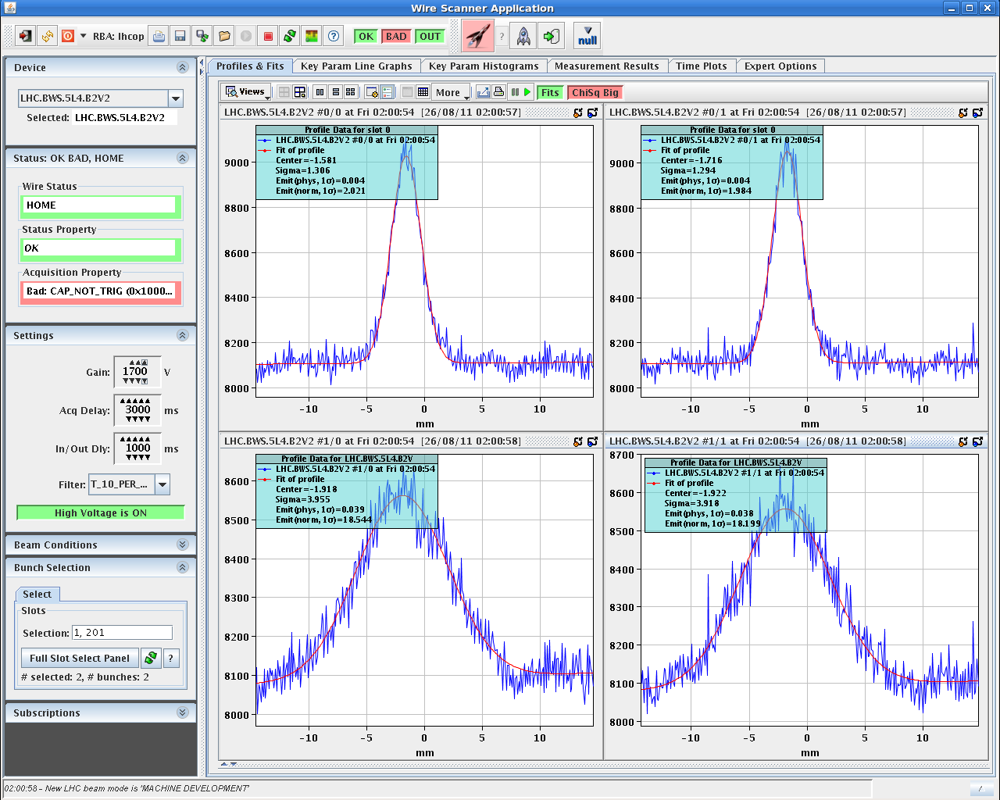 Wire Scanner Application
RBA: lhcop
OK BAD OUT
?
null
Device
LHC.BWS.5L4.B2V2
Selected: LHC.BWS.5L4.B2V2
Status: OK BAD, HOME
Wire Status
HOME
Status Property
OK
Acquisition Property
Bad: CAP_NOT_TRIG (0x1000...
Settings
Gain: 1700 V
Acq Delay: 3000 ms
In/Out Dly: 1000 ms
Filter: T_10_PER_...
High Voltage is ON
Beam Conditions
Bunch Selection
Select
Slots
Selection: 1, 201
Full Slot Select Panel ?
# selected: 2, # bunches: 2
Subscriptions
Profiles & Fits Key Param Line Graphs Key Param Histograms Measurement Results Time Plots Expert Options
Views More Fits ChiSq Big
LHC.BWS.5L4.B2V2 #0/0 at Fri 02:00:54 [26/08/11 02:00:57]
Profile Data for slot 0
LHC.BWS.5L4.B2V2 #0/0 at Fri 02:00:54
Fit of profile
Center=-1.581
Sigma=1.306
Emit(phys, 1σ)=0.004
Emit(norm, 1σ)=2.021
9000
8800
8600
8400
8200
8000
-10 -5 0 5 10
mm
LHC.BWS.5L4.B2V2 #0/1 at Fri 02:00:54 [26/08/11 02:00:57]
Profile Data for slot 0
LHC.BWS.5L4.B2V2 #0/1 at Fri 02:00:54
Fit of profile
Center=-1.716
Sigma=1.294
Emit(phys, 1σ)=0.004
Emit(norm, 1σ)=1.984
9000
8800
8600
8400
8200
8000
-10 -5 0 5 10
mm
LHC.BWS.5L4.B2V2 #1/0 at Fri 02:00:54 [26/08/11 02:00:58]
Profile Data for LHC.BWS.5L4.B2V
LHC.BWS.5L4.B2V2 #1/0 at Fri 02:00:54
Fit of profile
Center=-1.918
Sigma=3.955
Emit(phys, 1σ)=0.039
Emit(norm, 1σ)=18.544
8600
8500
8400
8300
8200
8100
8000
-10 -5 0 5 10
mm
LHC.BWS.5L4.B2V2 #1/1 at Fri 02:00:54 [26/08/11 02:00:58]
Profile Data for LHC.BWS.5L4.B2V
LHC.BWS.5L4.B2V2 #1/1 at Fri 02:00:54
Fit of profile
Center=-1.922
Sigma=3.918
Emit(phys, 1σ)=0.038
Emit(norm, 1σ)=18.199
8700
8600
8500
8400
8300
8200
8100
8000
-10 -5 0 5 10
mm
02:00:58 - New LHC beam mode is 'MACHINE DEVELOPMENT'